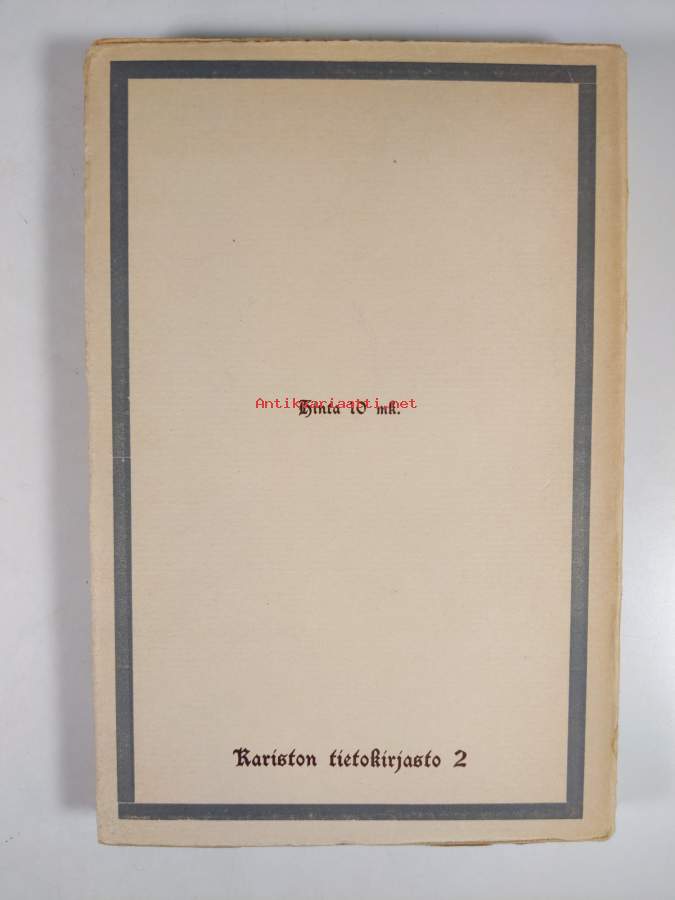 Hinta 10 mk.
Antikvariaatti.net
Kariston tietokirjasto 2